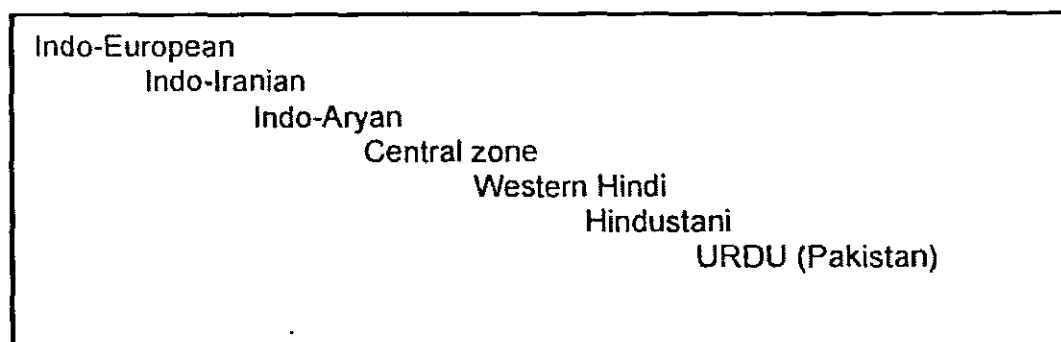 Indo-European
Indo-Iranian
Indo-Aryan
Central zone
Western Hindi
Hindustani
URDU (Pakistan)